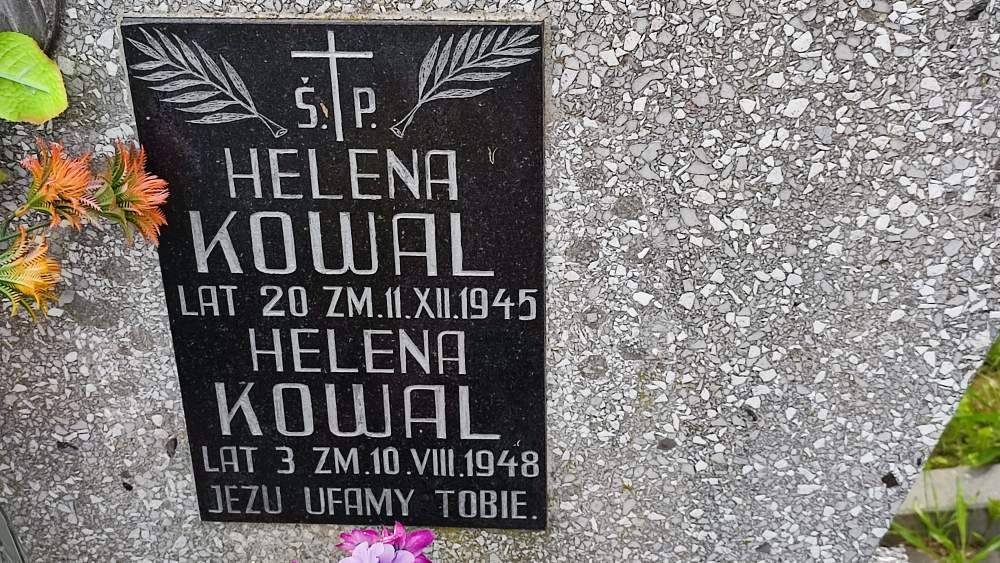 Ś. P.
HELENA
KOWAL
LAT 20 ZM.11.XII.1945
HELENA
KOWAL
LAT 3 ZM.10.VIII.1948
JEZU UFAMY TOBIE.